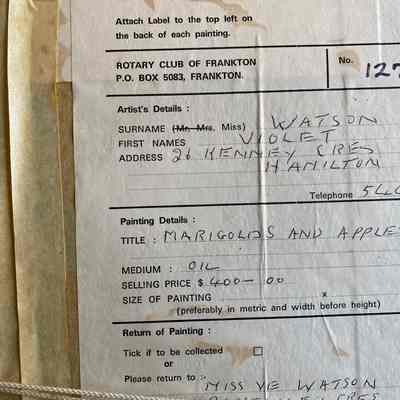 Attach Label to the top left on
the back of each painting.
ROTARY CLUB OF FRANKTON
P.O. BOX 5083, FRANKTON.
No. 127
Artist's Details :
SURNAME (Mr. Mrs. Miss) WATSON
FIRST NAMES VIOLET
ADDRESS 26 KENNEY CRES
HAMILTON
Telephone
Painting Details :
TITLE : MARIGOLDS AND APPLES
MEDIUM : OIL
SELLING PRICE $ 400-00
SIZE OF PAINTING x
(preferably in metric and width before height)
Return of Painting :
Tick if to be collected
or
Please return to :-
MISS VE WATSON